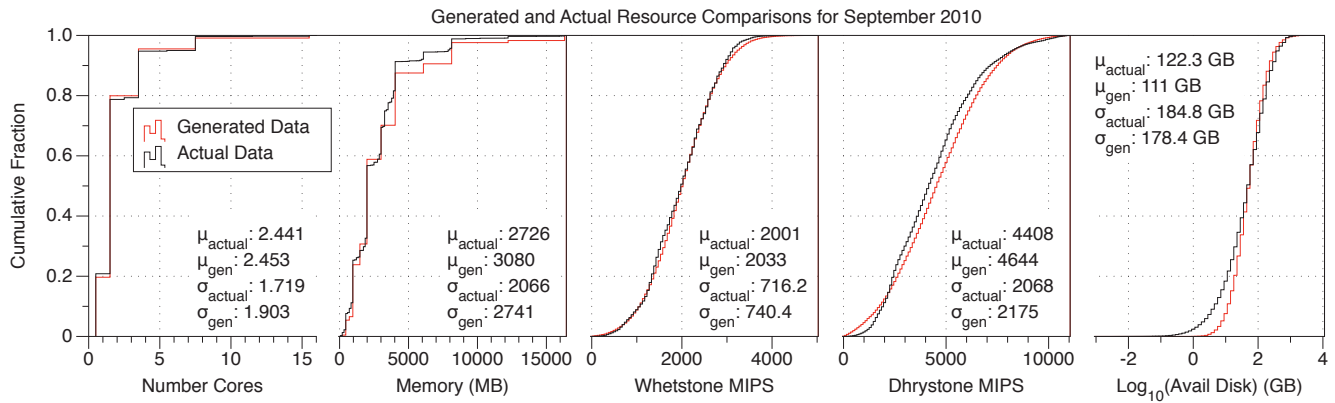 Generated and Actual Resource Comparisons for September 2010
Cumulative Fraction
1.0
0.8
0.6
0.4
0.2
0
Generated Data
Actual Data
μactual: 2.441
μgen: 2.453
σactual: 1.719
σgen: 1.903
0 5 10 15
Number Cores
μactual: 2726
μgen: 3080
σactual: 2066
σgen: 2741
0 5000 10000 15000
Memory (MB)
μactual: 2001
μgen: 2033
σactual: 716.2
σgen: 740.4
0 2000 4000
Whetstone MIPS
μactual: 4408
μgen: 4644
σactual: 2068
σgen: 2175
0 5000 10000
Dhrystone MIPS
μactual: 122.3 GB
μgen: 111 GB
σactual: 184.8 GB
σgen: 178.4 GB
-2 0 2 4
Log10(Avail Disk) (GB)